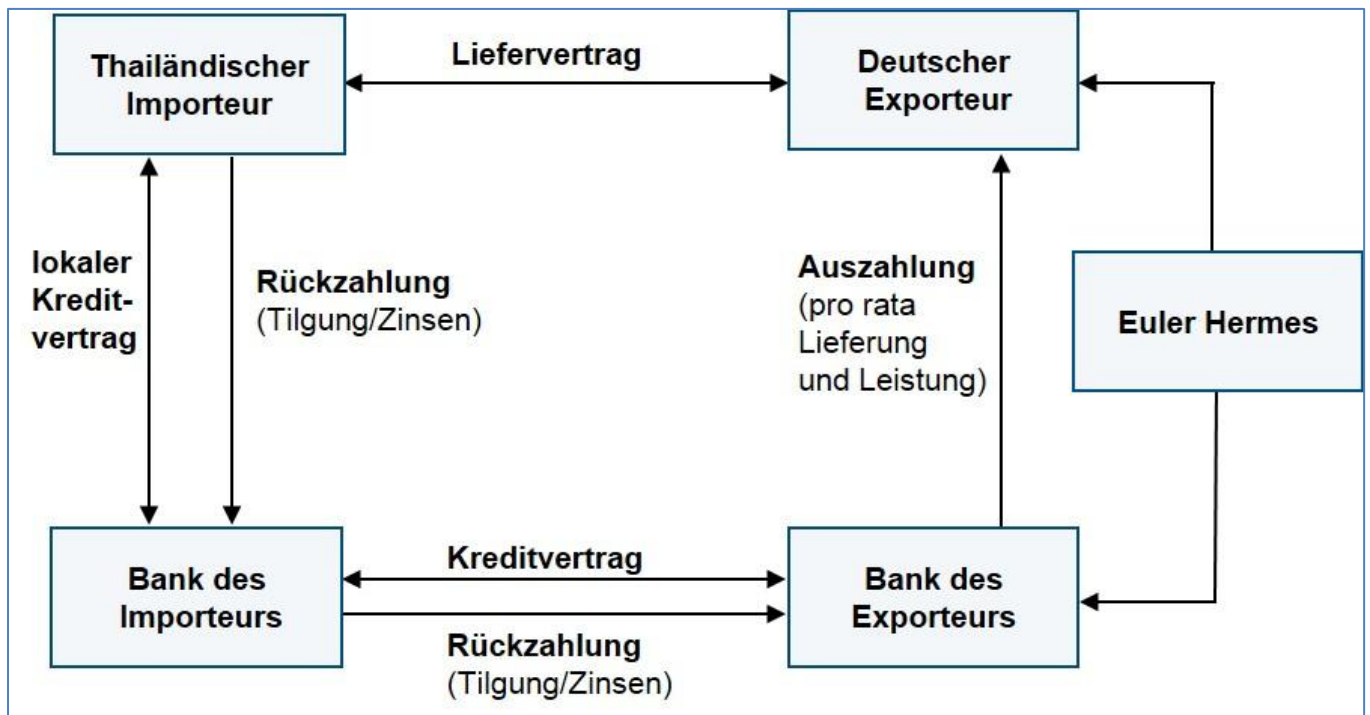 Thailändischer
Importeur
Liefervertrag
Deutscher
Exporteur
lokaler
Kredit-
vertrag
Rückzahlung
(Tilgung/Zinsen)
Auszahlung
(pro rata
Lieferung
und Leistung)
Euler Hermes
Bank des
Importeurs
Kreditvertrag
Rückzahlung
(Tilgung/Zinsen)
Bank des
Exporteurs